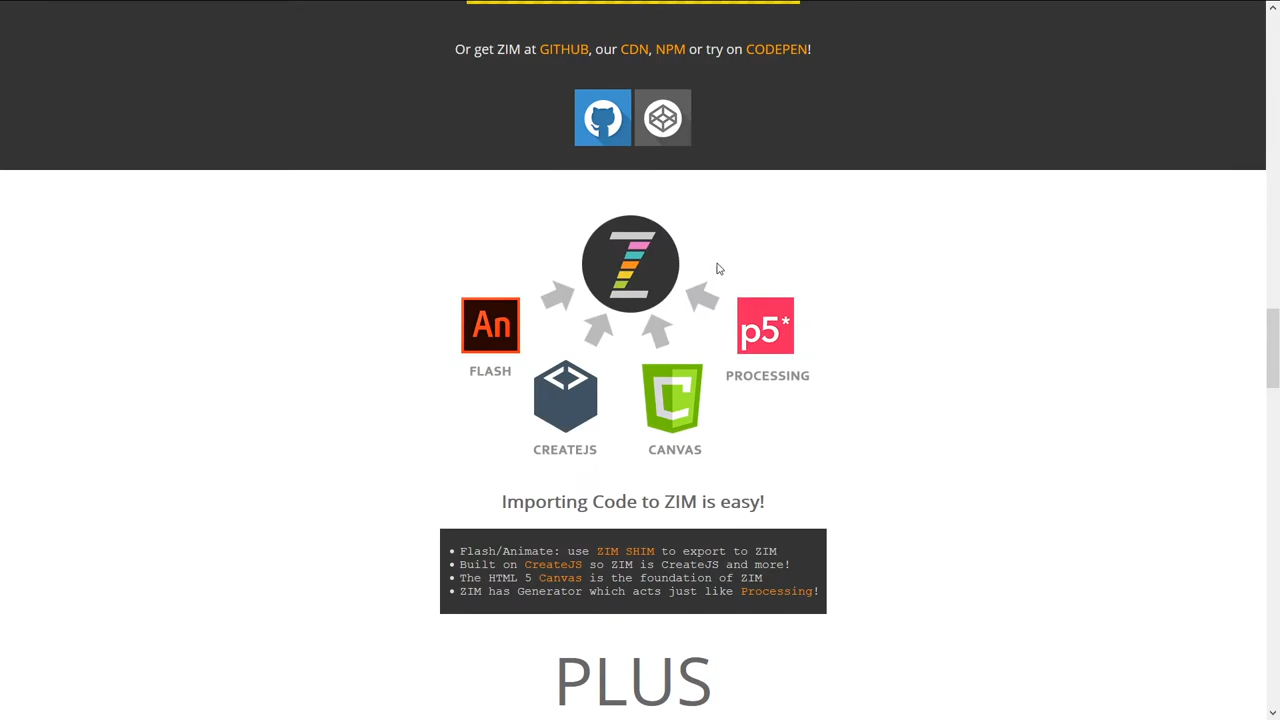 Or get ZIM at GITHUB, our CDN, NPM or try on CODEPEN!
Z
An
p5*
FLASH
PROCESSING
C
CREATEJS
CANVAS
Importing Code to ZIM is easy!
• Flash/Animate: use ZIM SHIM to export to ZIM
• Built on CreateJS so ZIM is CreateJS and more!
• The HTML 5 Canvas is the foundation of ZIM
• ZIM has Generator which acts just like Processing!
PLUS